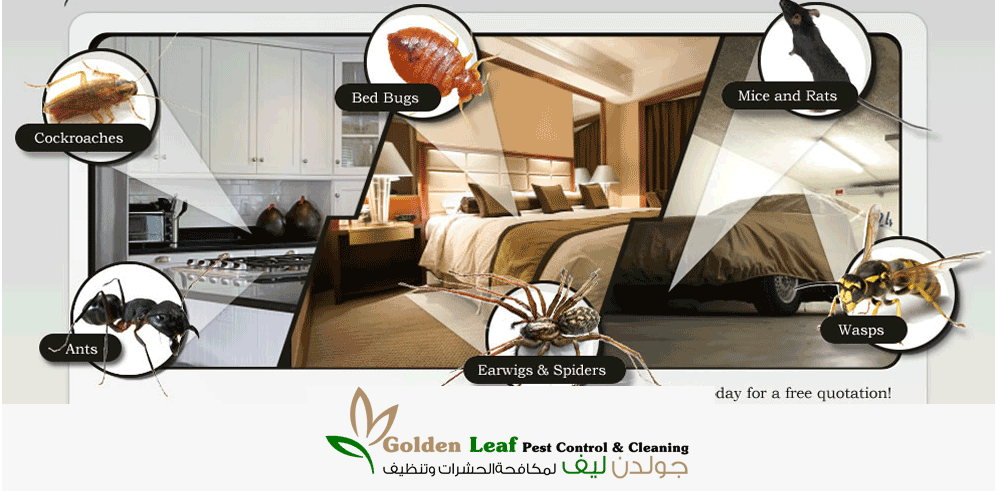 Cockroaches
Bed Bugs
Mice and Rats
24
Ants
Earwigs & Spiders
Wasps
day for a free quotation!
Golden Leaf Pest Control & Cleaning
جولدن ليف لمكافحة الحشرات وتنظيف